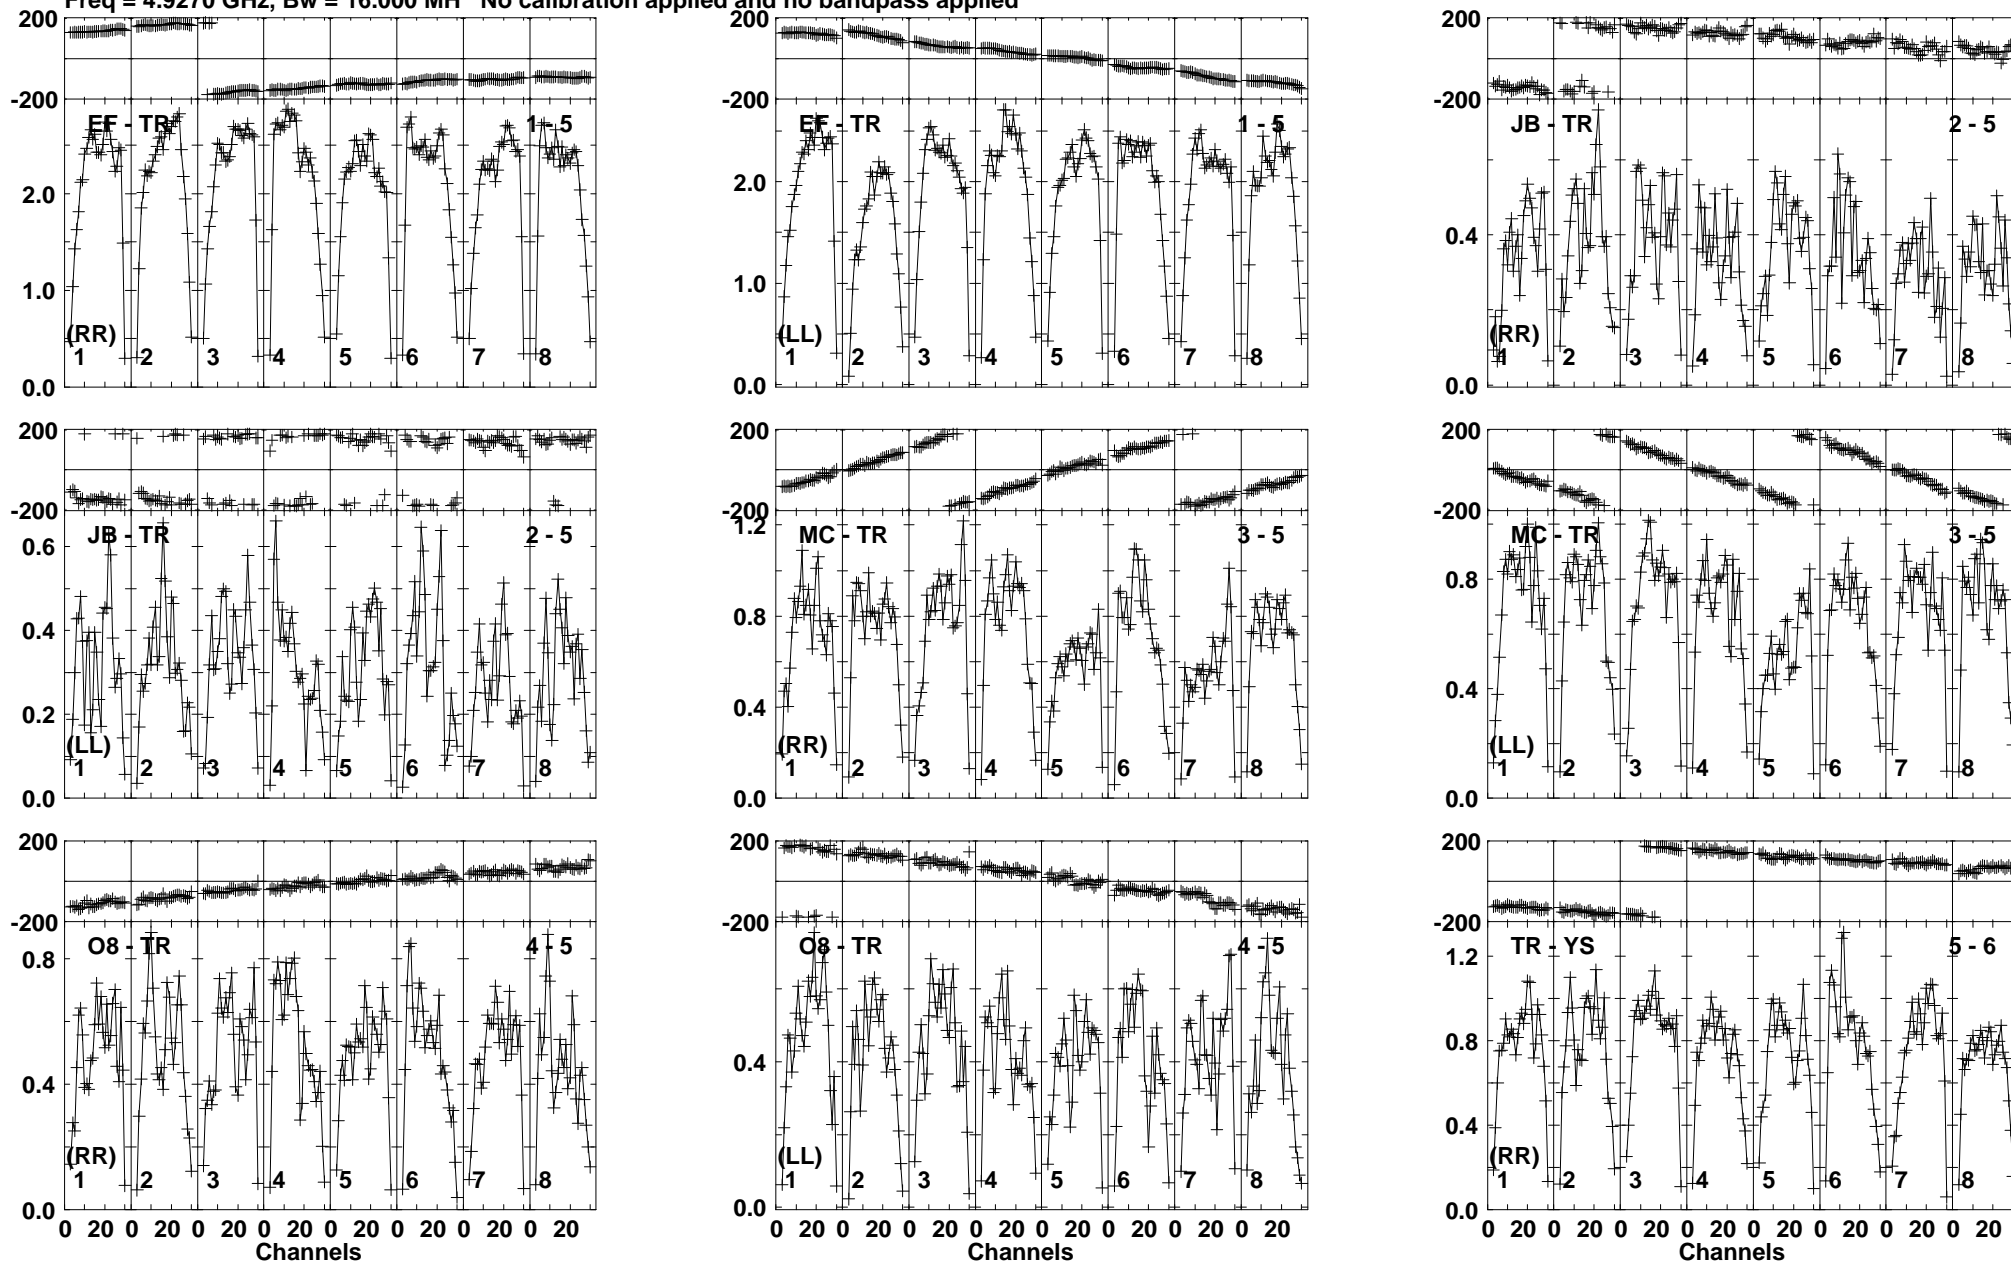 Freq = 4.9270 GHz, Bw = 16.000 MH No calibration applied and no bandpass applied
200 200 200
-200 -200 -200
EF - TR 1 - 5 EF - TR 1 - 5 JB - TR 2 - 5
2.0 2.0 0.4
1.0 1.0
(RR) (LL) (RR)
1 2 3 4 5 6 7 8 1 2 3 4 5 6 7 8 1 2 3 4 5 6 7 8
0.0 0.0 0.0
200 200 200
-200 -200 -200
JB - TR 2 - 5 MC - TR 3 - 5 MC - TR 3 - 5
0.6 1.2 0.8
0.4 0.8 0.4
0.2 0.4
(LL) (RR) (LL)
1 2 3 4 5 6 7 8 1 2 3 4 5 6 7 8 1 2 3 4 5 6 7 8
0.0 0.0 0.0
200 200 200
-200 -200 -200
O8 - TR 4 - 5 O8 - TR 4 - 5 TR - YS 5 - 6
0.8 0.4 1.2
0.4 0.8
0.4
(RR) (LL) (RR)
1 2 3 4 5 6 7 8 1 2 3 4 5 6 7 8 1 2 3 4 5 6 7 8
0.0 0.0 0.0
0 20 0 20 0 20 0 20 0 20 0 20 0 20 0 20 0 20 0 20 0 20 0 20 0 20 0 20 0 20 0 20 0 20 0 20 0 20 0 20 0 20 0 20 0 20 0 20
Channels Channels Channels